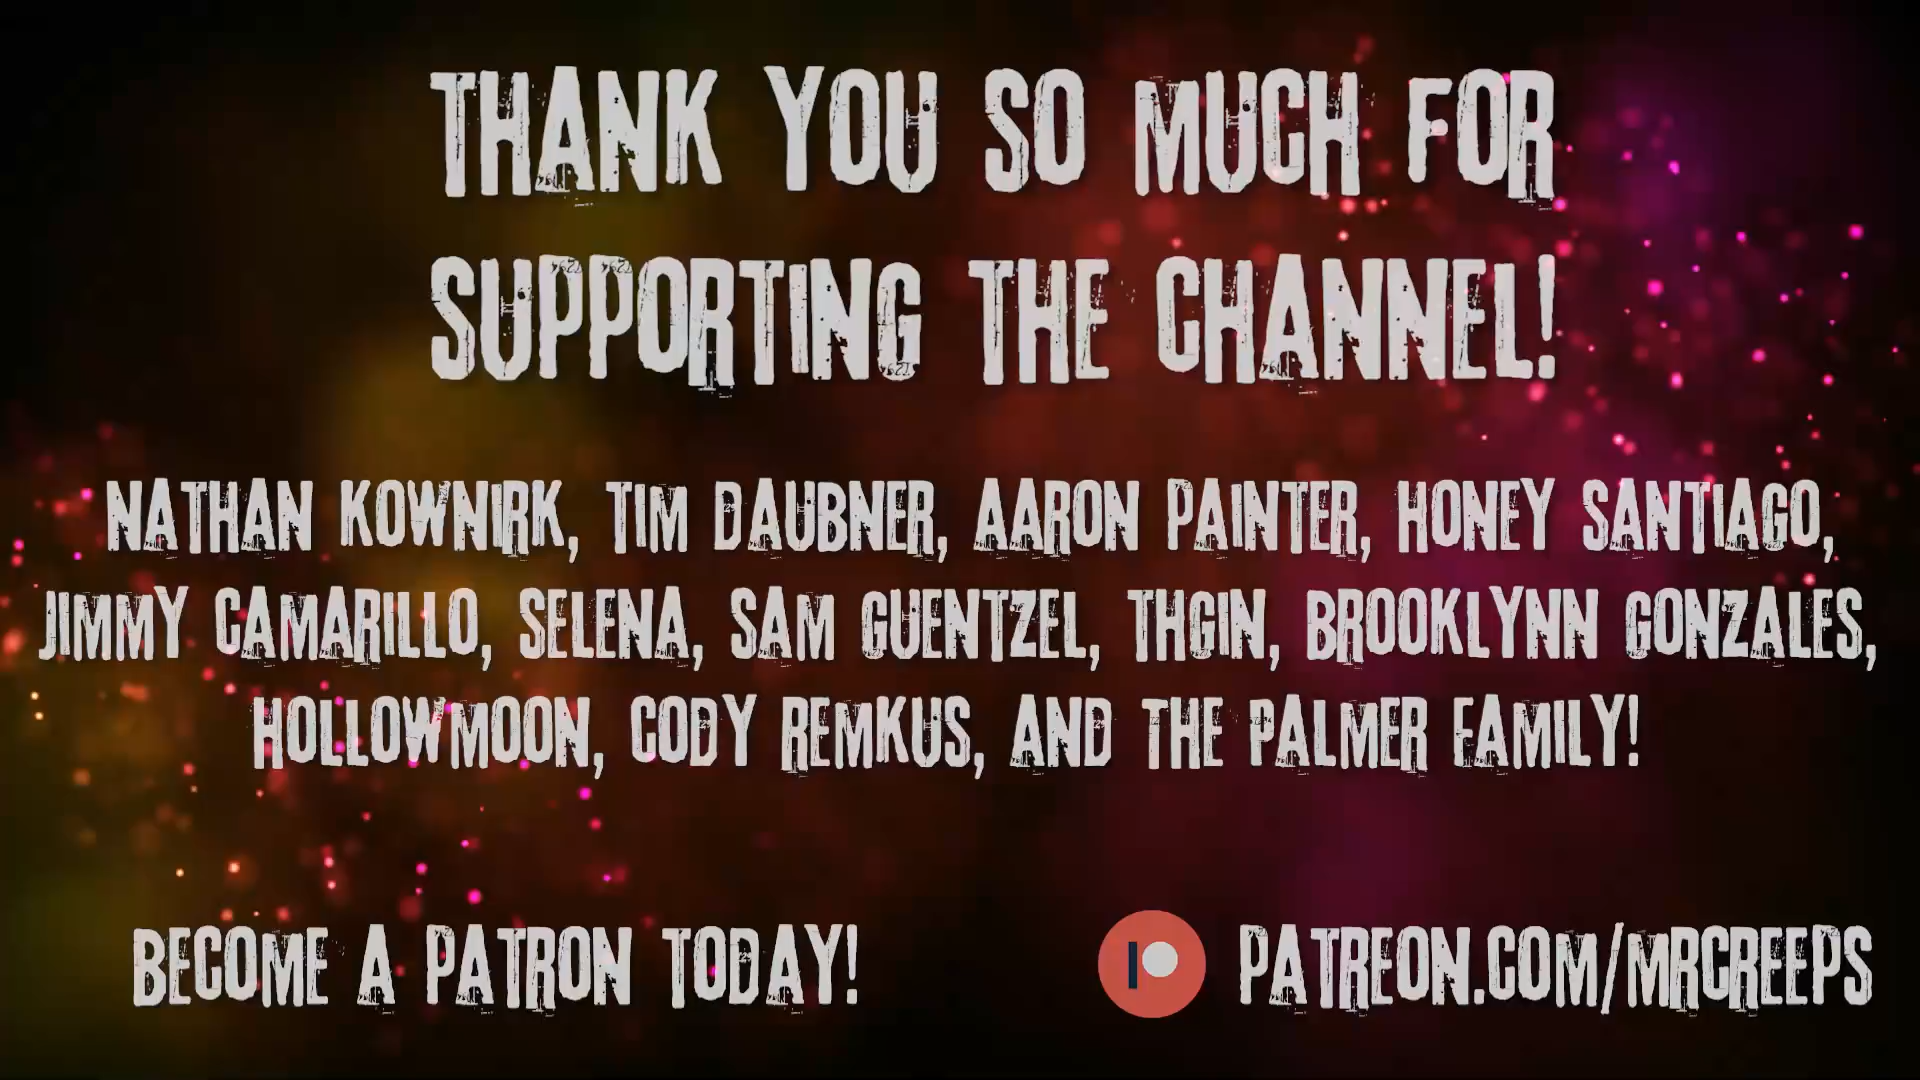 THANK YOU SO MUCH FOR
SUPPORTING THE CHANNEL!
NATHAN KOWNIRK, TIM DAUBNER, AARON PAINTER, HONEY SANTIAGO,
JIMMY CAMARILLO, SELENA, SAM GUENTZEL, THGIN, BROOKLYNN GONZALES,
HOLLOWMOON, CODY REMKUS, AND THE PALMER FAMILY!
BECOME A PATRON TODAY!
PATREON.COM/MRCREEPS